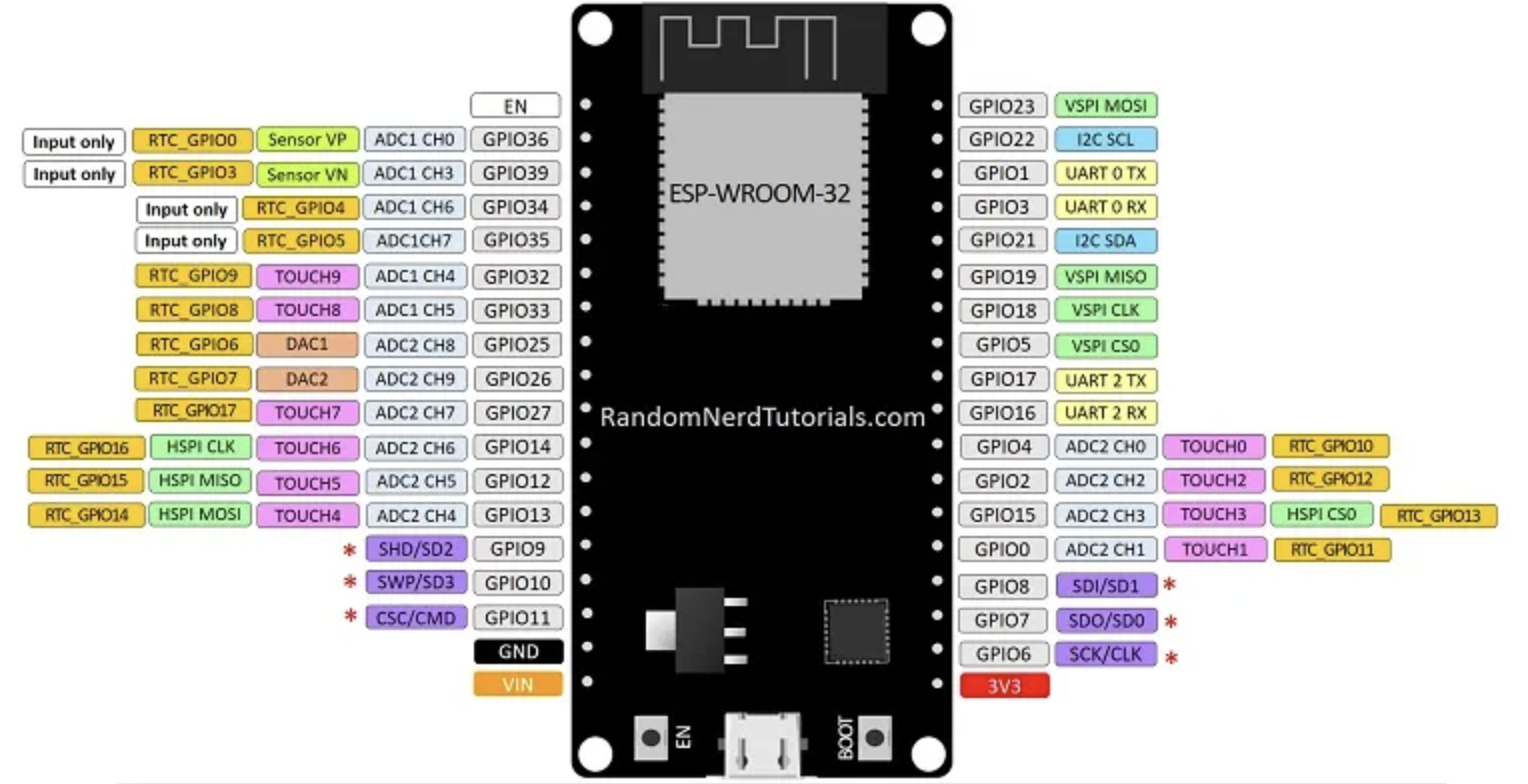 EN GPIO23 VSPI MOSI
Input only RTC_GPIO0 Sensor VP ADC1 CH0 GPIO36 GPIO22 I2C SCL
Input only RTC_GPIO3 Sensor VN ADC1 CH3 GPIO39 GPIO1 UART 0 TX
ESP-WROOM-32
Input only RTC_GPIO4 ADC1 CH6 GPIO34 GPIO3 UART 0 RX
Input only RTC_GPIO5 ADC1CH7 GPIO35 GPIO21 I2C SDA
RTC_GPIO9 TOUCH9 ADC1 CH4 GPIO32 GPIO19 VSPI MISO
RTC_GPIO8 TOUCH8 ADC1 CH5 GPIO33 GPIO18 VSPI CLK
RTC_GPIO6 DAC1 ADC2 CH8 GPIO25 GPIO5 VSPI CS0
RTC_GPIO7 DAC2 ADC2 CH9 GPIO26 GPIO17 UART 2 TX
RTC_GPIO17 TOUCH7 ADC2 CH7 GPIO27 RandomNerdTutorials.com GPIO16 UART 2 RX
RTC_GPIO16 HSPI CLK TOUCH6 ADC2 CH6 GPIO14 GPIO4 ADC2 CH0 TOUCH0 RTC_GPIO10
RTC_GPIO15 HSPI MISO TOUCH5 ADC2 CH5 GPIO12 GPIO2 ADC2 CH2 TOUCH2 RTC_GPIO12
RTC_GPIO14 HSPI MOSI TOUCH4 ADC2 CH4 GPIO13 GPIO15 ADC2 CH3 TOUCH3 HSPI CS0 RTC_GPIO13
* SHD/SD2 GPIO9 GPIO0 ADC2 CH1 TOUCH1 RTC_GPIO11
* SWP/SD3 GPIO10 GPIO8 SDI/SD1 *
* CSC/CMD GPIO11 GPIO7 SDO/SD0 *
GND GPIO6 SCK/CLK *
VIN 3V3
EN BOOT